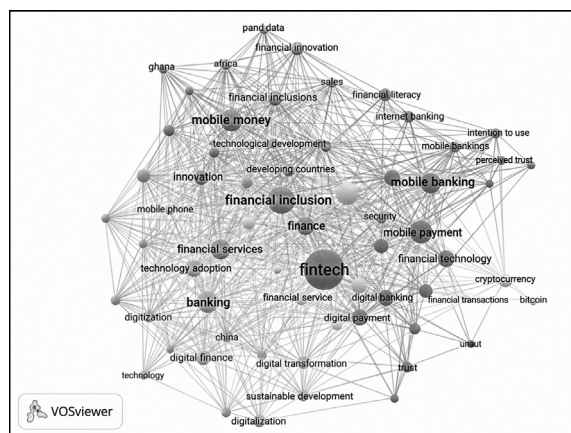 pand data
financial innovation
ghana
africa
sales
financial inclusions
financial literacy
mobile money
internet banking
intention to use
technological development
mobile bankings
perceived trust
developing countries
innovation
mobile banking
financial inclusion
mobile phone
security
finance
mobile payment
financial services
financial technology
technology adoption
fintech
cryptocurrency
financial service
digital banking
financial transactions
bitcoin
banking
digitization
digital payment
china
unaut
digital finance
digital transformation
trust
technology
sustainable development
digitalization
VOSviewer